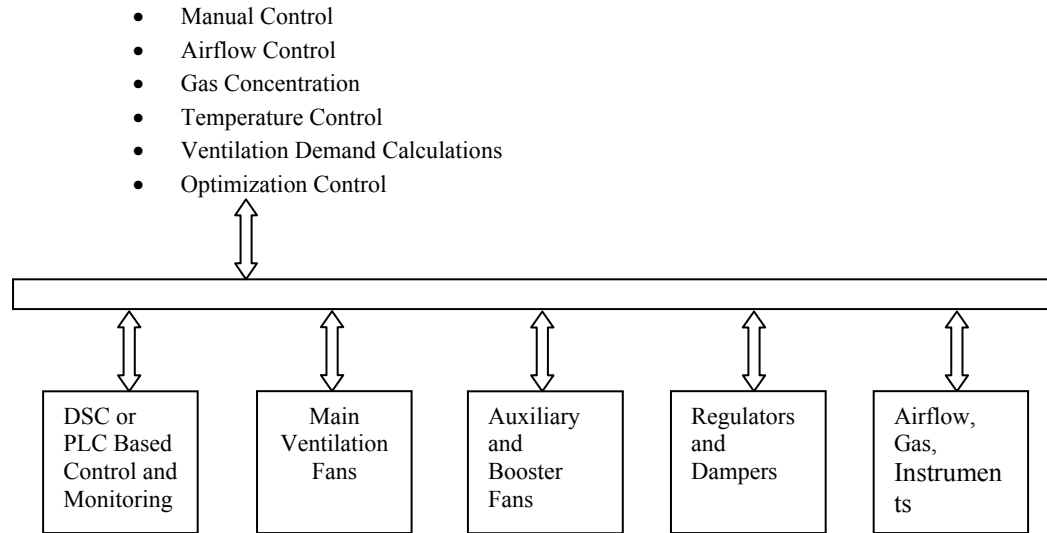 • Manual Control
• Airflow Control
• Gas Concentration
• Temperature Control
• Ventilation Demand Calculations
• Optimization Control
DSC or
PLC Based
Control and
Monitoring
Main
Ventilation
Fans
Auxiliary
and
Booster
Fans
Regulators
and
Dampers
Airflow,
Gas,
Instrumen
ts